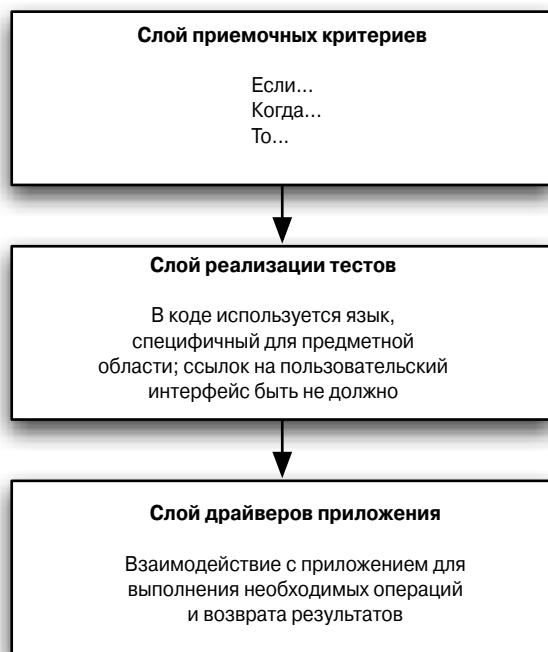 Слой приемочных критериев
Если...
Когда...
То...
Слой реализации тестов
В коде используется язык,
специфичный для предметной
области; ссылок на пользовательский
интерфейс быть не должно
Слой драйверов приложения
Взаимодействие с приложением для
выполнения необходимых операций
и возврата результатов